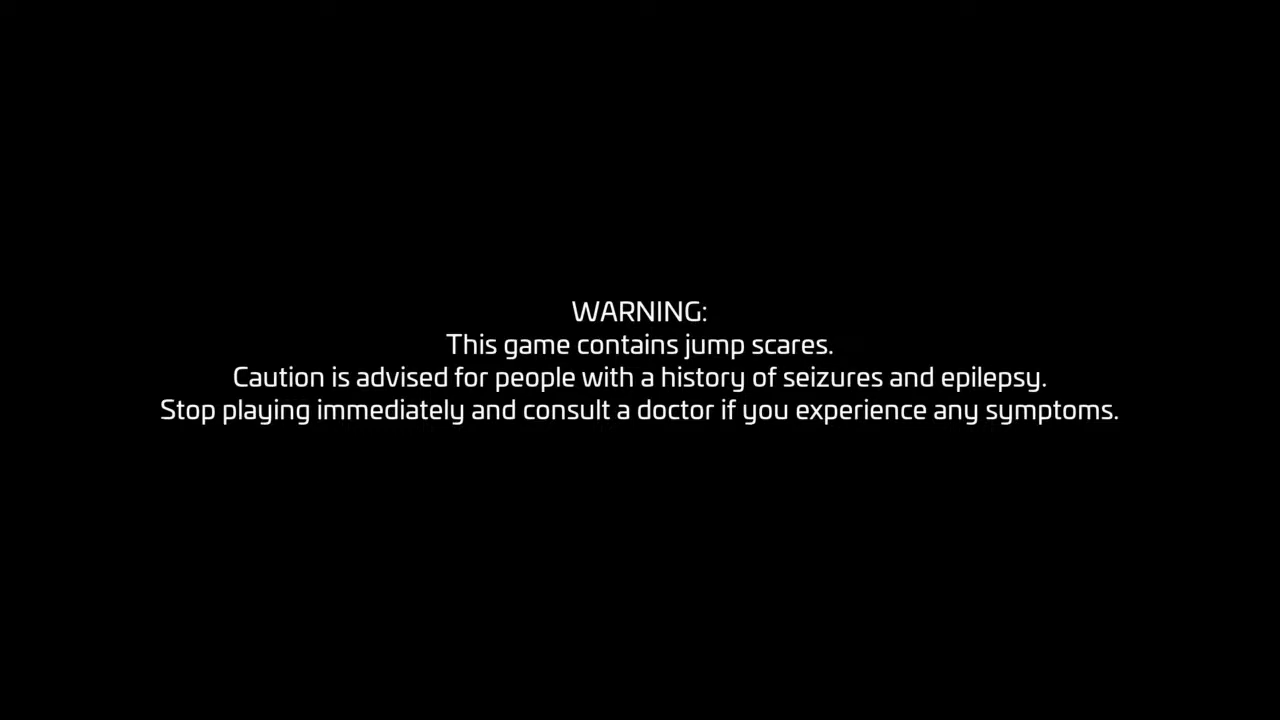 WARNING:
This game contains jump scares.
Caution is advised for people with a history of seizures and epilepsy.
Stop playing immediately and consult a doctor if you experience any symptoms.